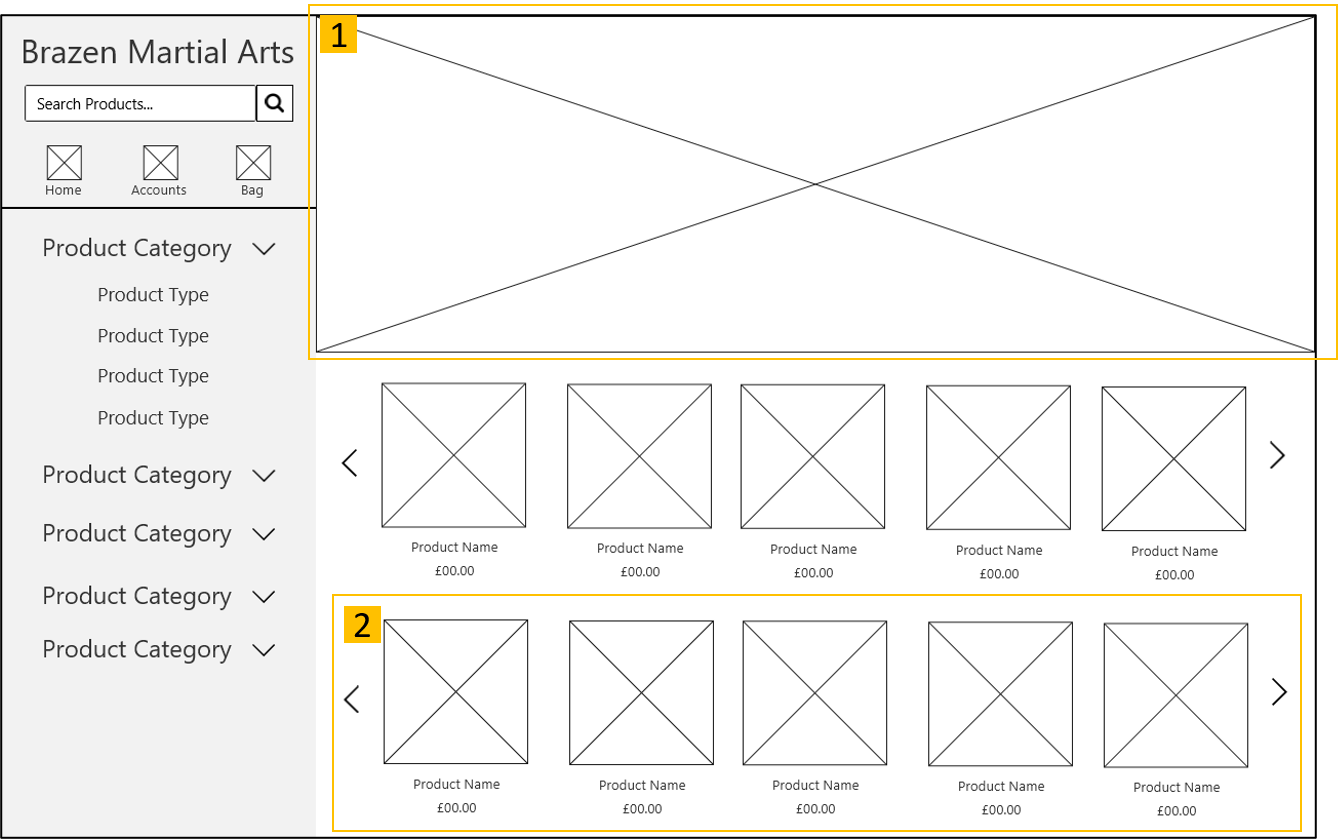 Brazen Martial Arts
Search Products...
Home Accounts Bag
Product Category
Product Type
Product Type
Product Type
Product Type
Product Category
Product Category
Product Category
Product Category
1
Product Name Product Name Product Name Product Name Product Name
£00.00 £00.00 £00.00 £00.00 £00.00
2
Product Name Product Name Product Name Product Name Product Name
£00.00 £00.00 £00.00 £00.00 £00.00